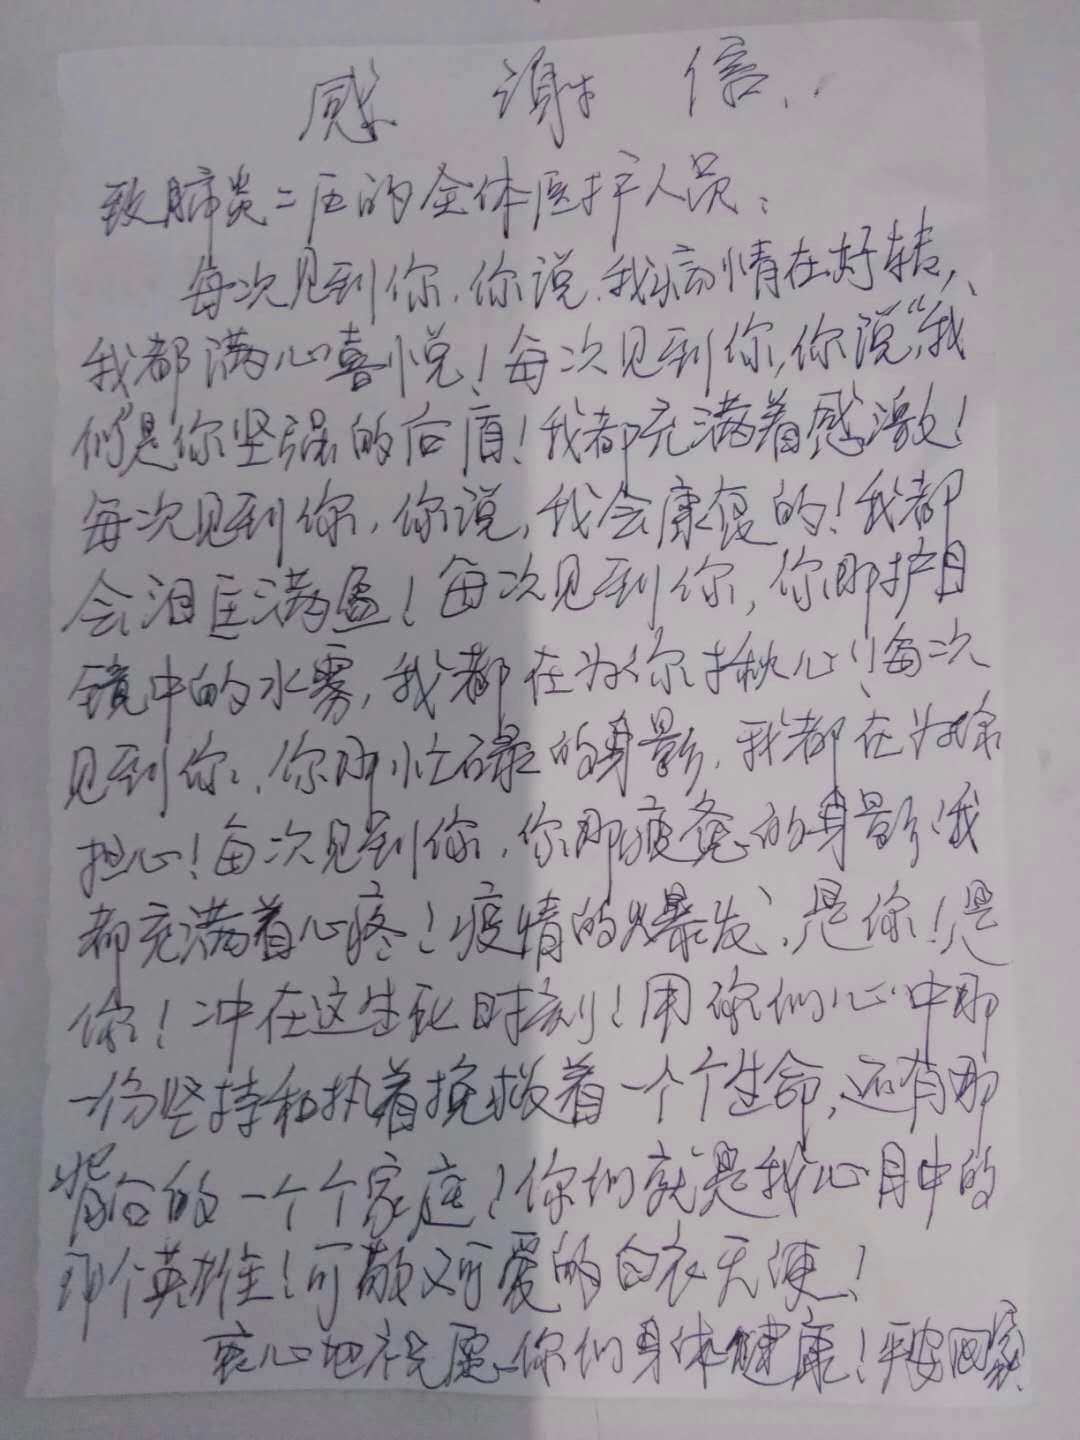 感谢信
致肺炎二区的全体医护人员：
每次见到你，你说，我病情在好转，
我都满心喜悦！每次见到你，你说，“我
们是你坚强的后盾！我都充满着感激！
每次见到你，你说，我会康复的！我都
会泪匡满盈！每次见到你，你那护目
镜中的水雾，我都在为你揪心！每次
见到你，你那忙碌的身影，我都在为你
担心！每次见到你，你那疲惫的身影，我
都充满着心疼！疫情的爆发，是你！是
你！冲在这生死时刻！用你们心中那
一份坚持和执着挽救着一个个生命，还有那
背后的一个个家庭！你们就是我心目中的
那个英雄！可敬又可爱的白衣天使！
衷心地祝愿你们身体健康！平安回家